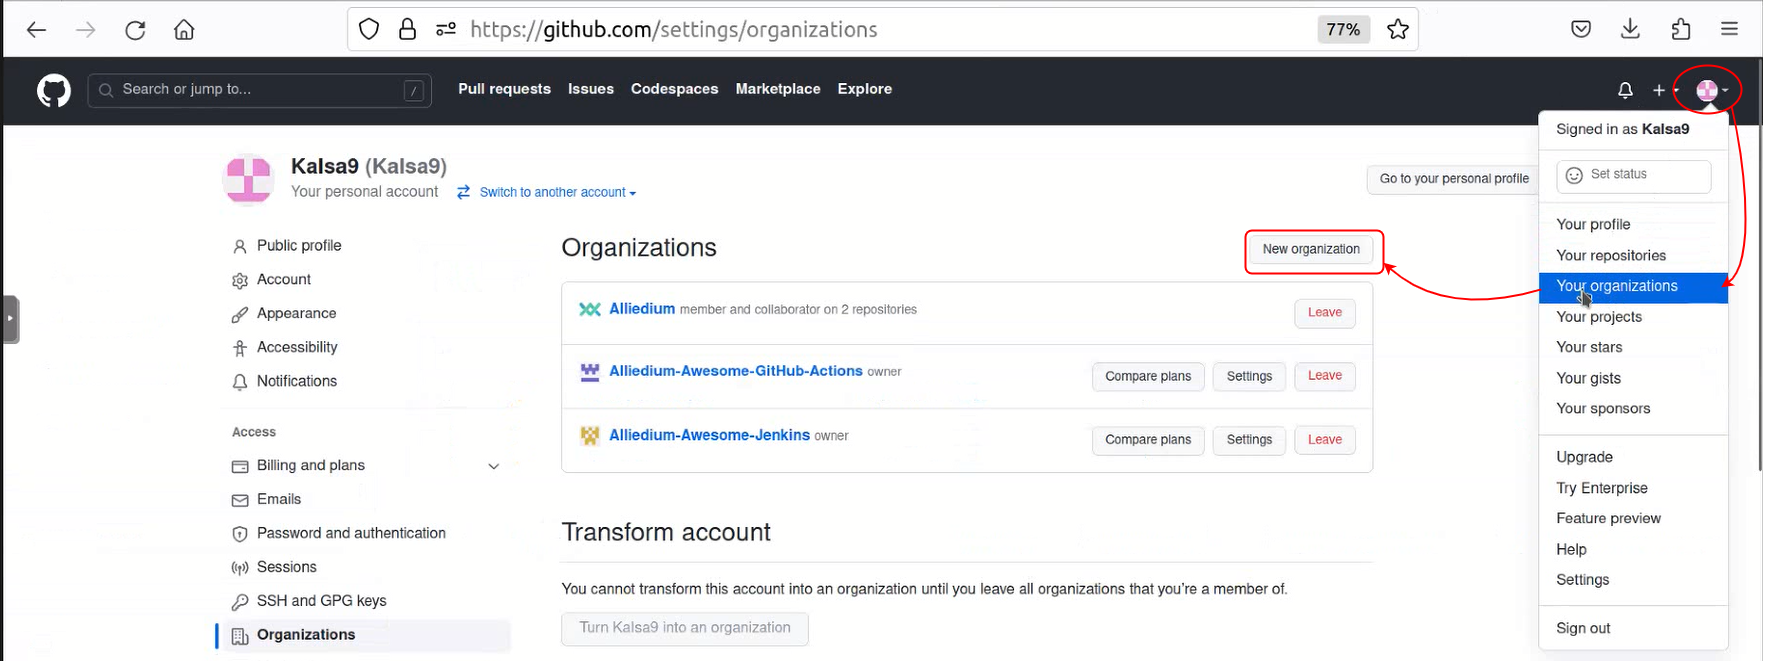 https://github.com/settings/organizations 77%
Search or jump to... / Pull requests Issues Codespaces Marketplace Explore
Signed in as Kalsa9
Set status
Your profile
Your repositories
Your organizations
Your projects
Your stars
Your gists
Your sponsors
Upgrade
Try Enterprise
Feature preview
Help
Settings
Sign out
Kalsa9 (Kalsa9)
Your personal account Switch to another account
Go to your personal profile
Public profile
Account
Appearance
Accessibility
Notifications
Access
Billing and plans
Emails
Password and authentication
Sessions
SSH and GPG keys
Organizations
Organizations New organization
Alliedium member and collaborator on 2 repositories Leave
Alliedium-Awesome-GitHub-Actions owner Compare plans Settings Leave
Alliedium-Awesome-Jenkins owner Compare plans Settings Leave
Transform account
You cannot transform this account into an organization until you leave all organizations that you're a member of.
Turn Kalsa9 into an organization